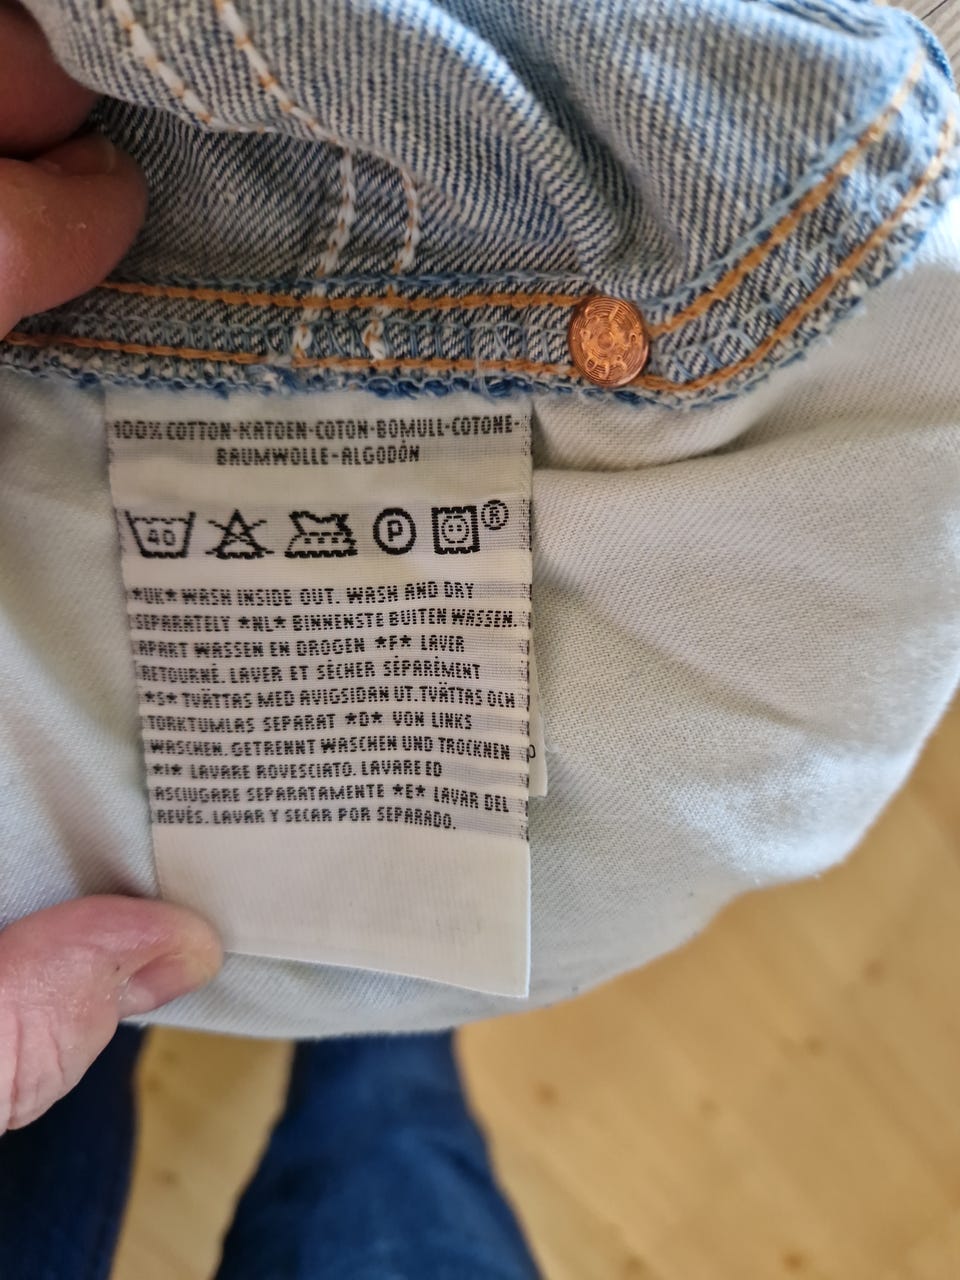 100% COTTON-KATOEN-COTON-BOMULL-COTONE-
BAUMWOLLE-ALGODÓN
40 P ®
*UK* WASH INSIDE OUT. WASH AND DRY
SEPARATELY *NL* BINNENSTE BUITEN WASSEN.
APART WASSEN EN DROGEN *F* LAVER
RETOURNÉ. LAVER ET SÉCHER SÉPARÉMENT
*S* TVÄTTAS MED AVIGSIDAN UT. TVÄTTAS OCH
TORKTUMLAS SEPARAT *D* VON LINKS
WASCHEN. GETRENNT WASCHEN UND TROCKNEN
*I* LAVARE ROVESCIATO. LAVARE ED
ASCIUGARE SEPARATAMENTE *E* LAVAR DEL
REVÉS. LAVAR Y SECAR POR SEPARADO.